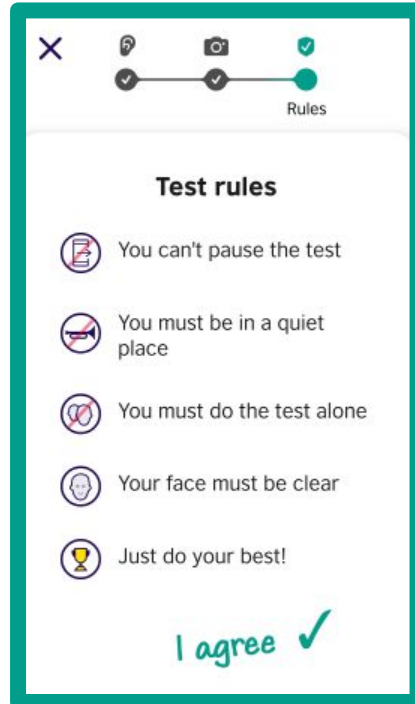 Rules
Test rules
You can't pause the test
You must be in a quiet
place
You must do the test alone
Your face must be clear
Just do your best!
I agree